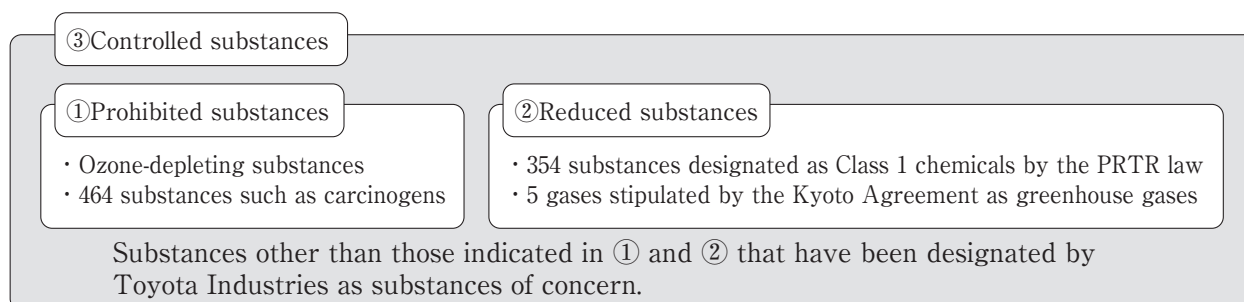 ③Controlled substances
①Prohibited substances
・Ozone-depleting substances
・464 substances such as carcinogens
②Reduced substances
・354 substances designated as Class 1 chemicals by the PRTR law
・5 gases stipulated by the Kyoto Agreement as greenhouse gases
Substances other than those indicated in ① and ② that have been designated by
Toyota Industries as substances of concern.